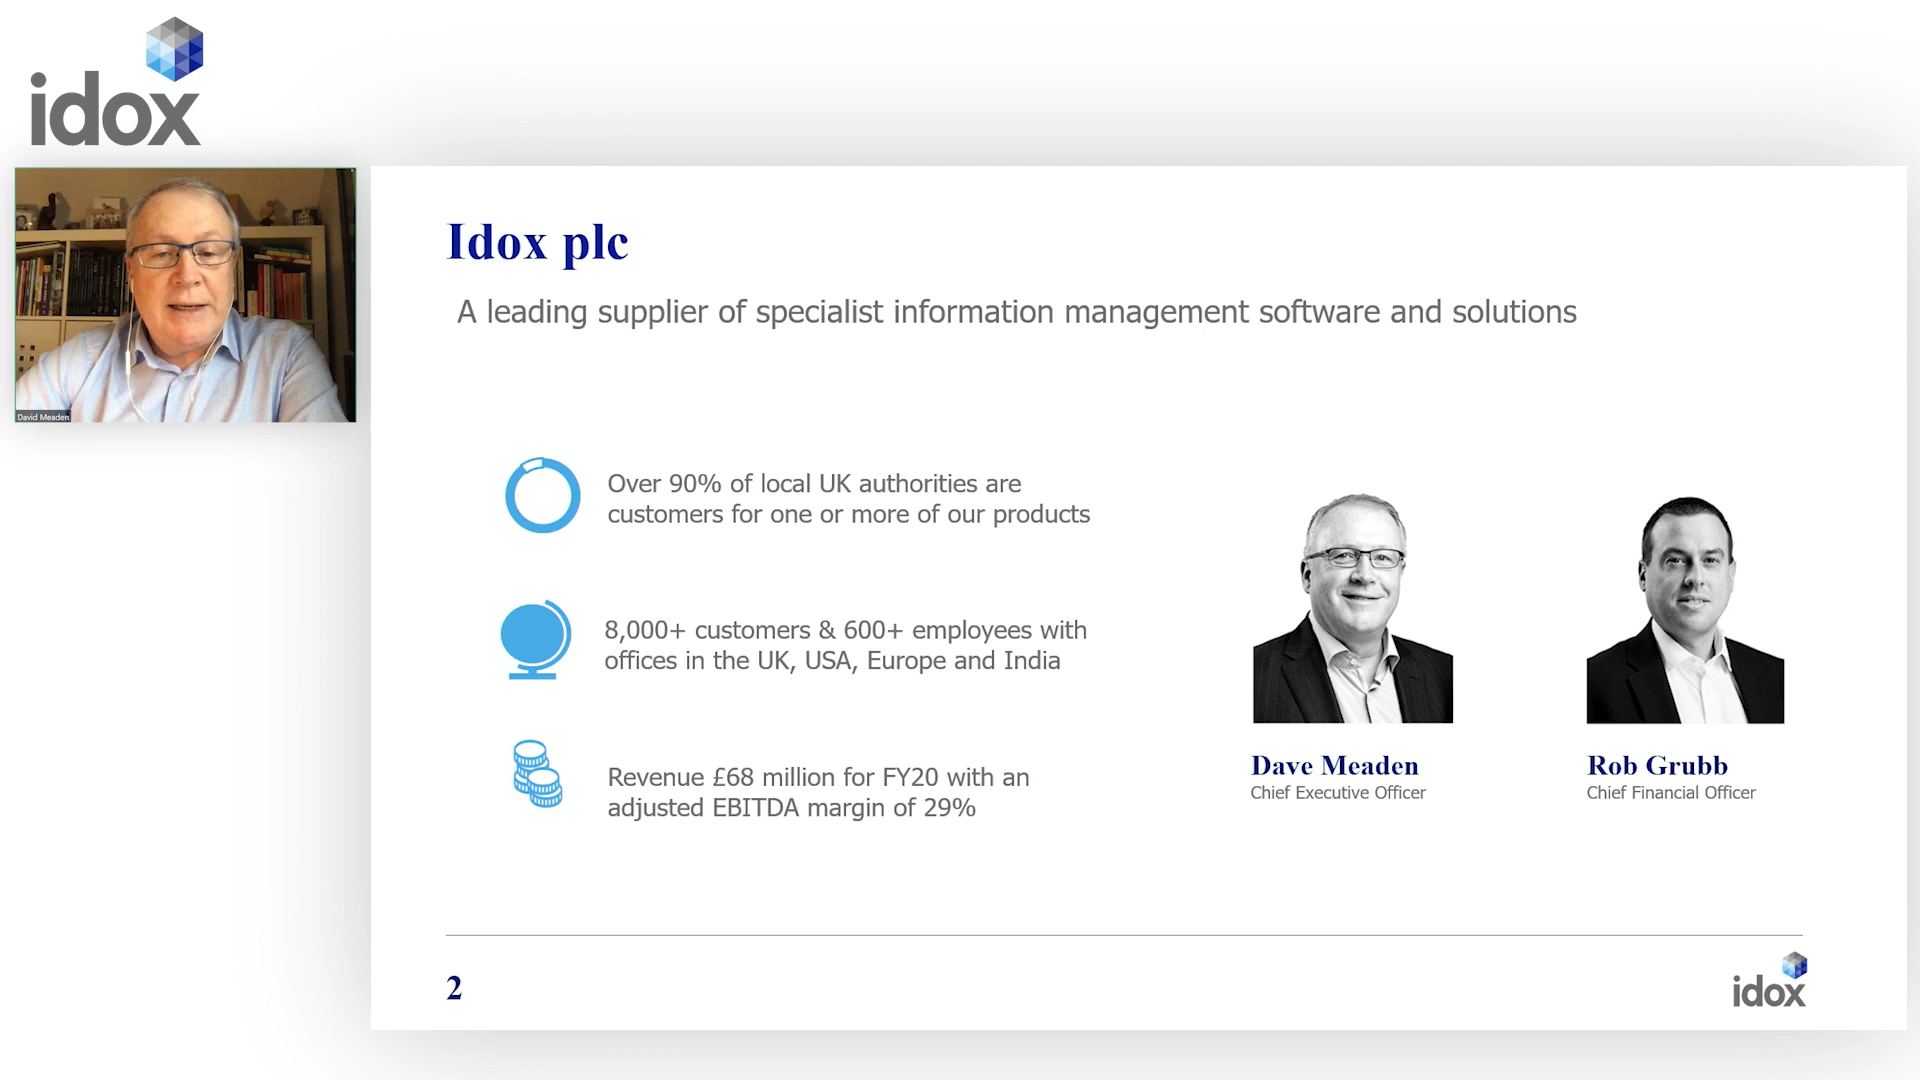 idox
David Meaden
Idox plc
A leading supplier of specialist information management software and solutions
Over 90% of local UK authorities are
customers for one or more of our products
8,000+ customers & 600+ employees with
offices in the UK, USA, Europe and India
Revenue £68 million for FY20 with an
adjusted EBITDA margin of 29%
Dave Meaden
Chief Executive Officer
Rob Grubb
Chief Financial Officer
2
idox